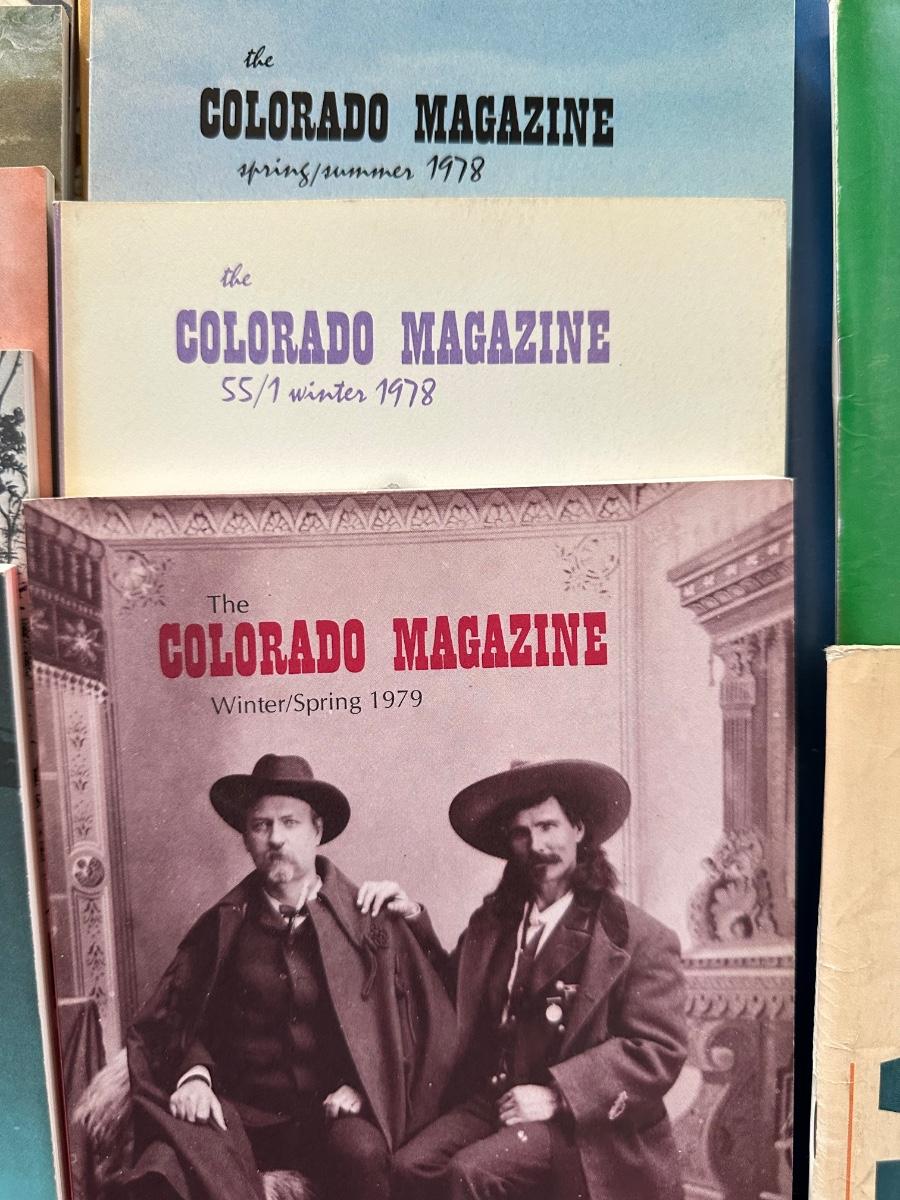 the
COLORADO MAGAZINE
spring/summer 1978
the
COLORADO MAGAZINE
55/1 winter 1978
The
COLORADO MAGAZINE
Winter/Spring 1979